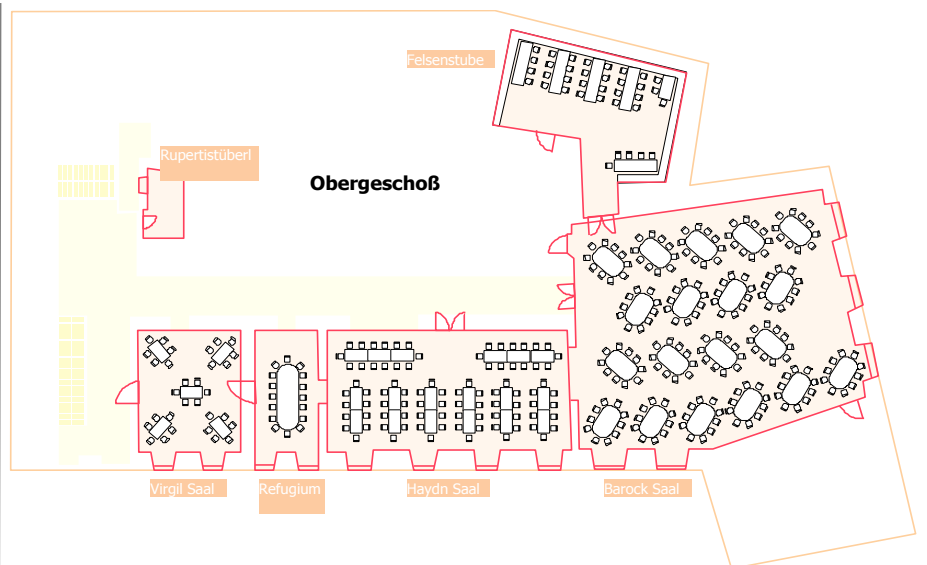 Felsenstube
Rupertistüberl
Obergeschoß
Virgil Saal
Refugium
Haydn Saal
Barock Saal